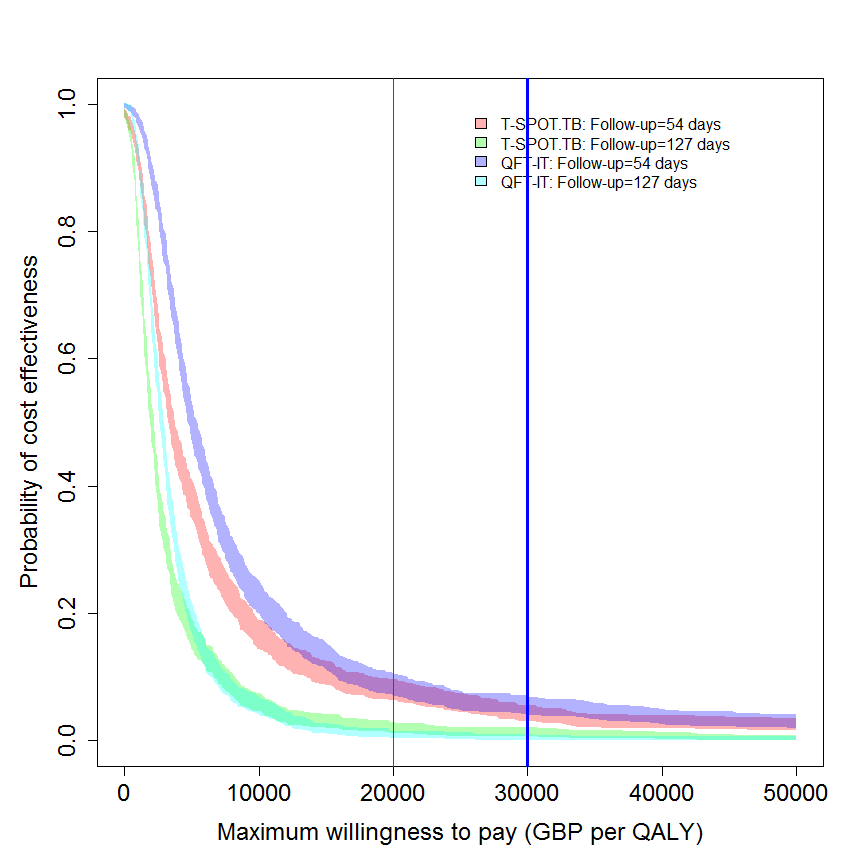 T-SPOT.TB: Follow-up=54 days
T-SPOT.TB: Follow-up=127 days
QFT-IT: Follow-up=54 days
QFT-IT: Follow-up=127 days
Probability of cost effectiveness
1.0
0.8
0.6
0.4
0.2
0.0
0 10000 20000 30000 40000 50000
Maximum willingness to pay (GBP per QALY)